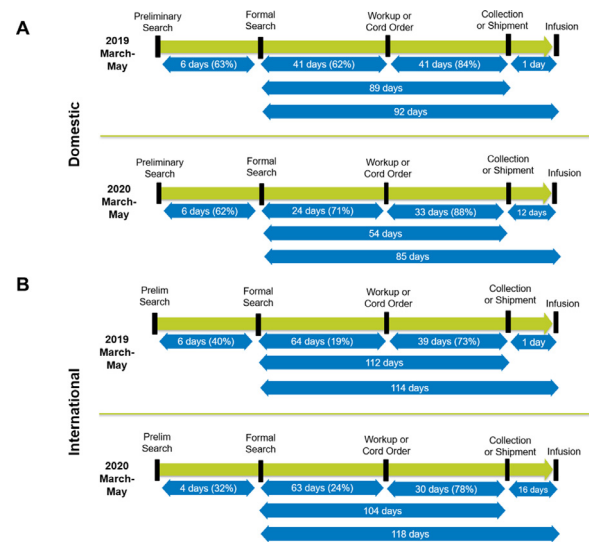 A
Domestic
2019
March-
May
Preliminary
Search
Formal
Search
Workup or
Cord Order
Collection
or Shipment
Infusion
6 days (63%)
41 days (62%)
41 days (84%)
1 day
89 days
92 days
2020
March-
May
Preliminary
Search
Formal
Search
Workup or
Cord Order
Collection
or Shipment
Infusion
6 days (62%)
24 days (71%)
33 days (88%)
12 days
54 days
85 days
B
International
2019
March-
May
Prelim
Search
Formal
Search
Workup or
Cord Order
Collection
or Shipment
Infusion
6 days (40%)
64 days (19%)
39 days (73%)
1 day
112 days
114 days
2020
March-
May
Prelim
Search
Formal
Search
Workup or
Cord Order
Collection
or Shipment
Infusion
4 days (32%)
63 days (24%)
30 days (78%)
16 days
104 days
118 days